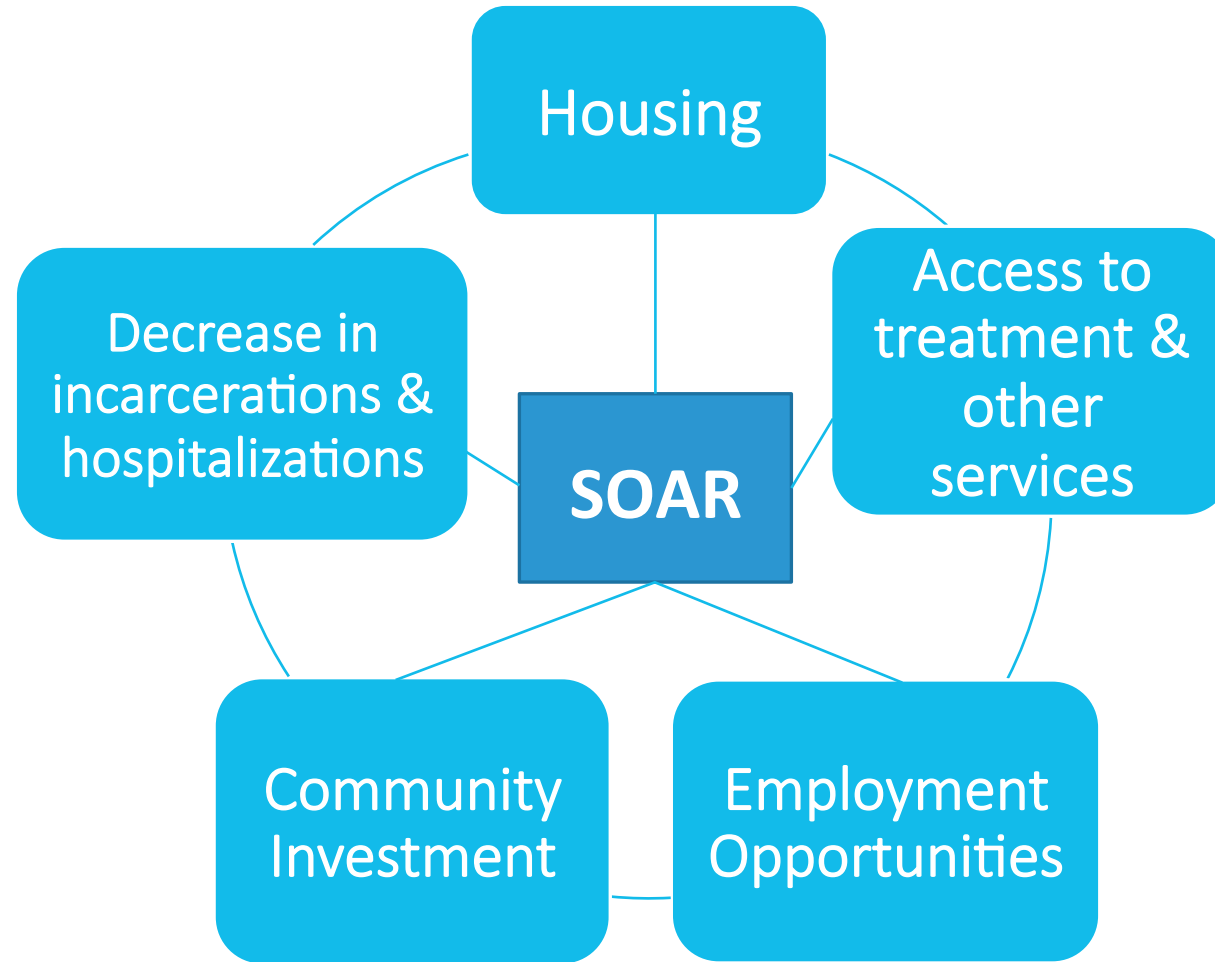 Housing
Access to
treatment &
other
services
Decrease in
incarcerations &
hospitalizations
SOAR
Community
Investment
Employment
Opportunities